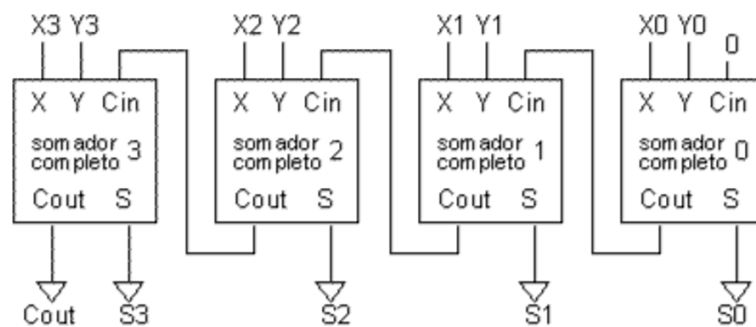 X3 Y3 X2 Y2 X1 Y1 X0 Y0 0
X Y Cin X Y Cin X Y Cin X Y Cin
somador completo 3 somador completo 2 somador completo 1 somador completo 0
Cout S Cout S Cout S Cout S
Cout S3 S2 S1 S0